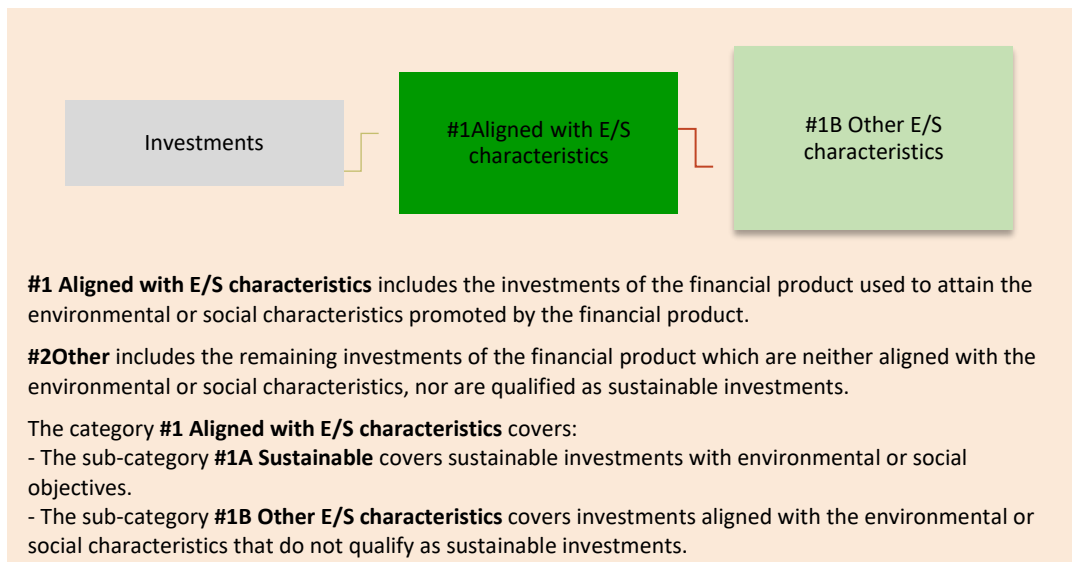 Investments
#1Aligned with E/S
characteristics
#1B Other E/S
characteristics
#1 Aligned with E/S characteristics includes the investments of the financial product used to attain the
environmental or social characteristics promoted by the financial product.
#2Other includes the remaining investments of the financial product which are neither aligned with the
environmental or social characteristics, nor are qualified as sustainable investments.
The category #1 Aligned with E/S characteristics covers:
- The sub-category #1A Sustainable covers sustainable investments with environmental or social
objectives.
- The sub-category #1B Other E/S characteristics covers investments aligned with the environmental or
social characteristics that do not qualify as sustainable investments.